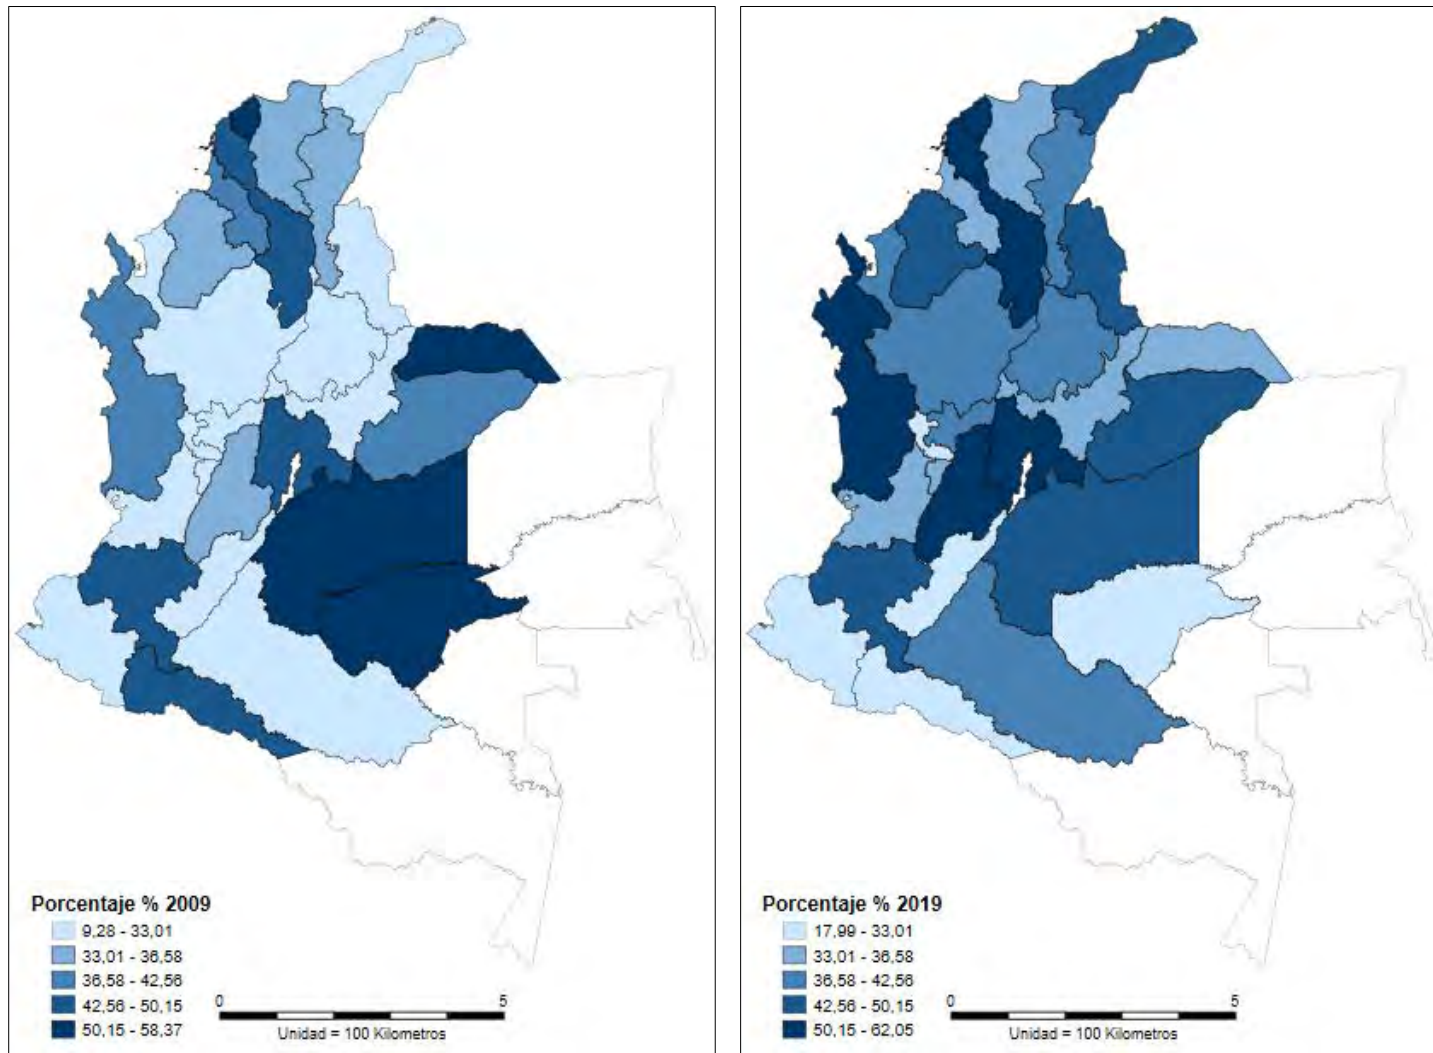 Porcentaje % 2009
9,28 - 33,01
33,01 - 36,58
36,58 - 42,56
42,56 - 50,15
50,15 - 58,37
0 5
Unidad = 100 Kilometros
Porcentaje % 2019
17,99 - 33,01
33,01 - 36,58
36,58 - 42,56
42,56 - 50,15
50,15 - 62,05
0 5
Unidad = 100 Kilometros